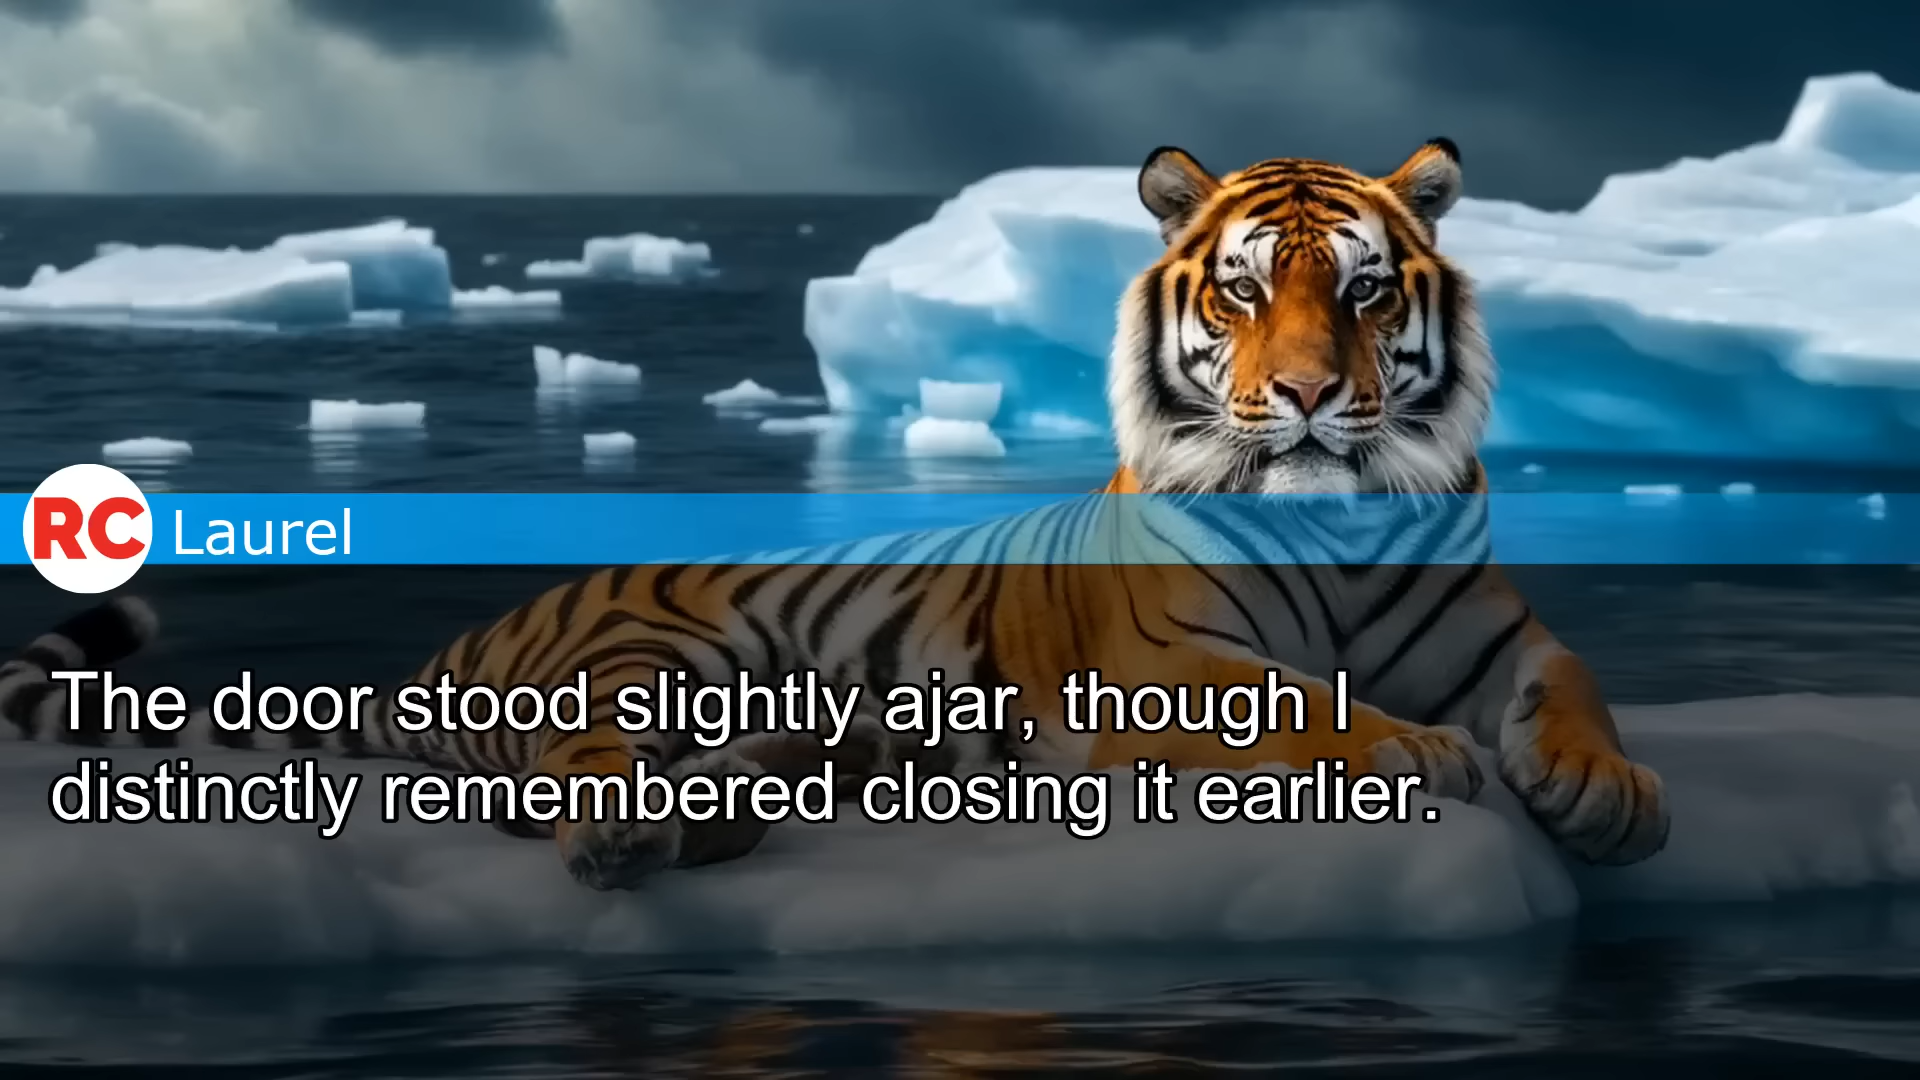 RC Laurel
The door stood slightly ajar, though I
distinctly remembered closing it earlier.